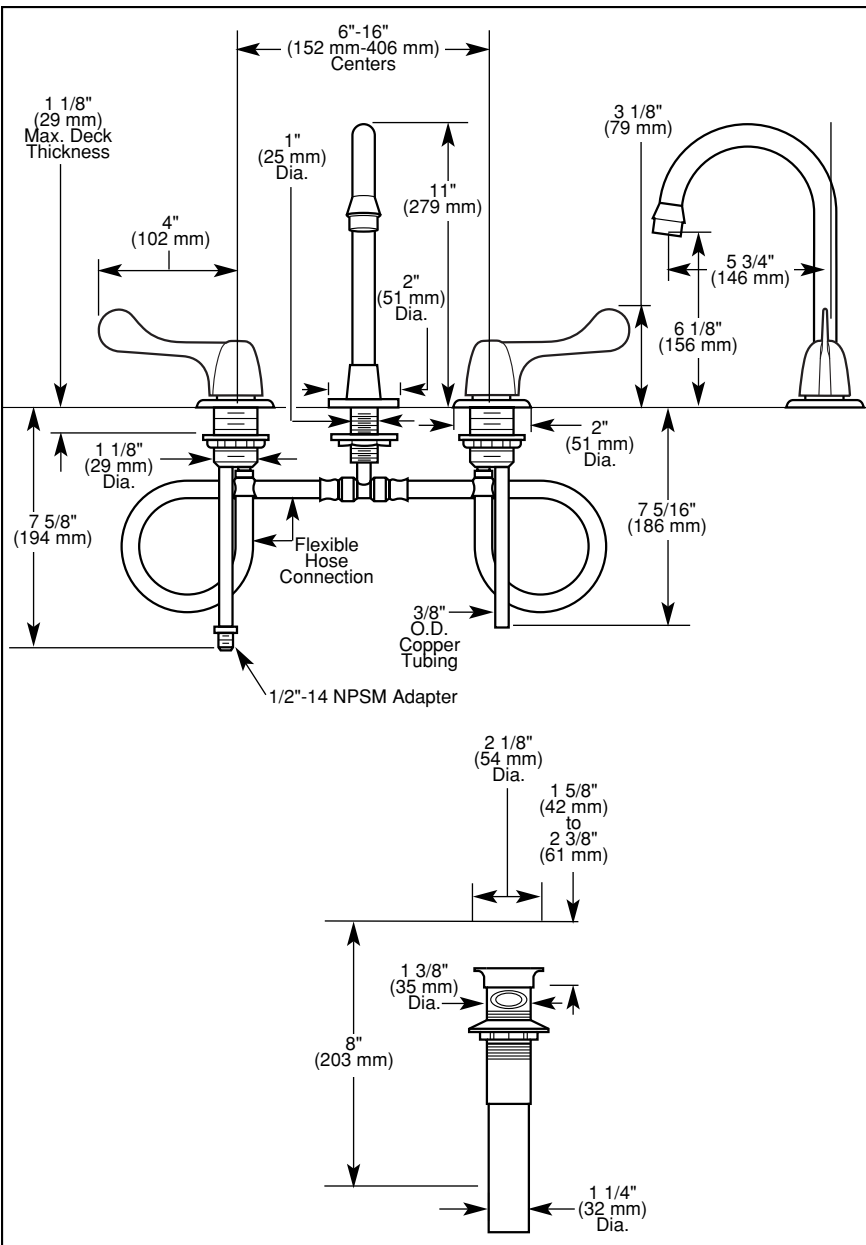 6"-16"
(152 mm-406 mm)
Centers
1 1/8"
(29 mm)
Max. Deck
Thickness
1"
(25 mm)
Dia.
3 1/8"
(79 mm)
11"
(279 mm)
4"
(102 mm)
2"
(51 mm)
Dia.
5 3/4"
(146 mm)
6 1/8"
(156 mm)
1 1/8"
(29 mm)
Dia.
2"
(51 mm)
Dia.
7 5/8"
(194 mm)
7 5/16"
(186 mm)
Flexible
Hose
Connection
3/8"
O.D.
Copper
Tubing
1/2"-14 NPSM Adapter
2 1/8"
(54 mm)
Dia.
1 5/8"
(42 mm)
to
2 3/8"
(61 mm)
1 3/8"
(35 mm)
Dia.
8"
(203 mm)
1 1/4"
(32 mm)
Dia.